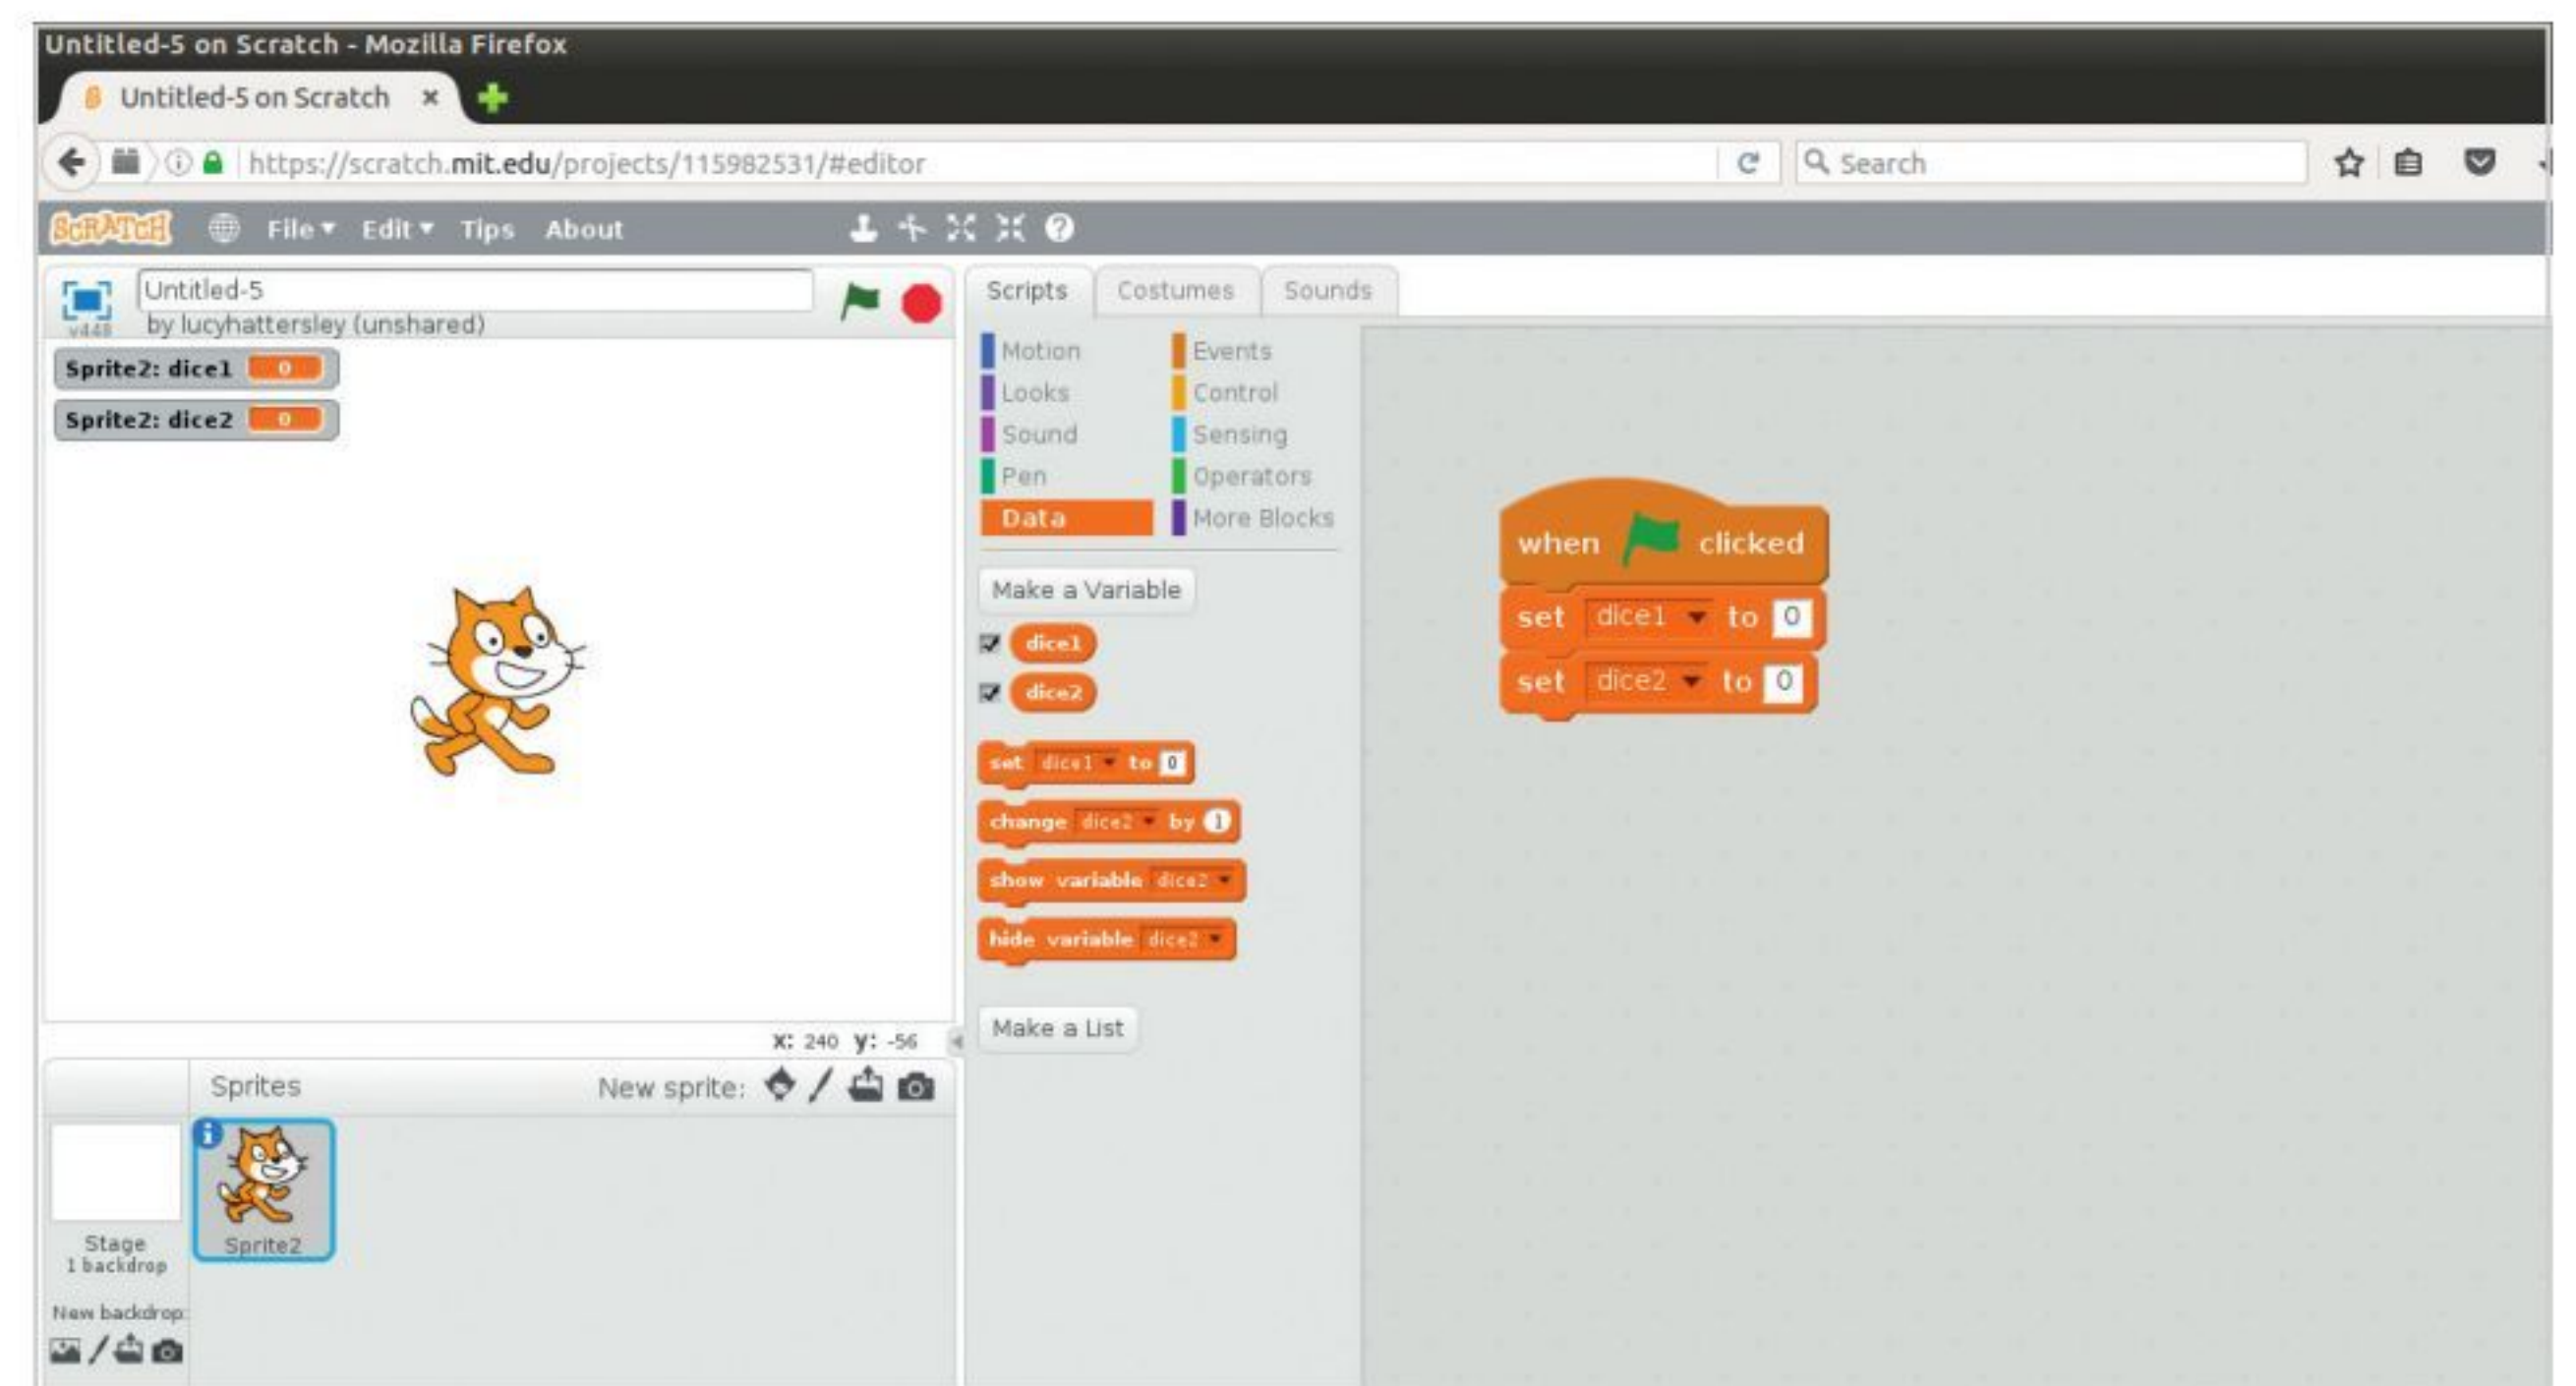 Untitled-5 on Scratch - Mozilla Firefox
Untitled-5 on Scratch
https://scratch.mit.edu/projects/115982531/#editor
Search
SCRATCH File Edit Tips About
Untitled-5
v448 by lucyhattersley (unshared)
Sprite2: dice1 0
Sprite2: dice2 0
x: 240 y: -56
Sprites New sprite:
Stage
1 backdrop
Sprite2
New backdrop:
Scripts Costumes Sounds
Motion Events
Looks Control
Sound Sensing
Pen Operators
Data More Blocks
Make a Variable
dice1
dice2
set dice1 to 0
change dice2 by 1
show variable dice2
hide variable dice2
Make a List
when clicked
set dice1 to 0
set dice2 to 0